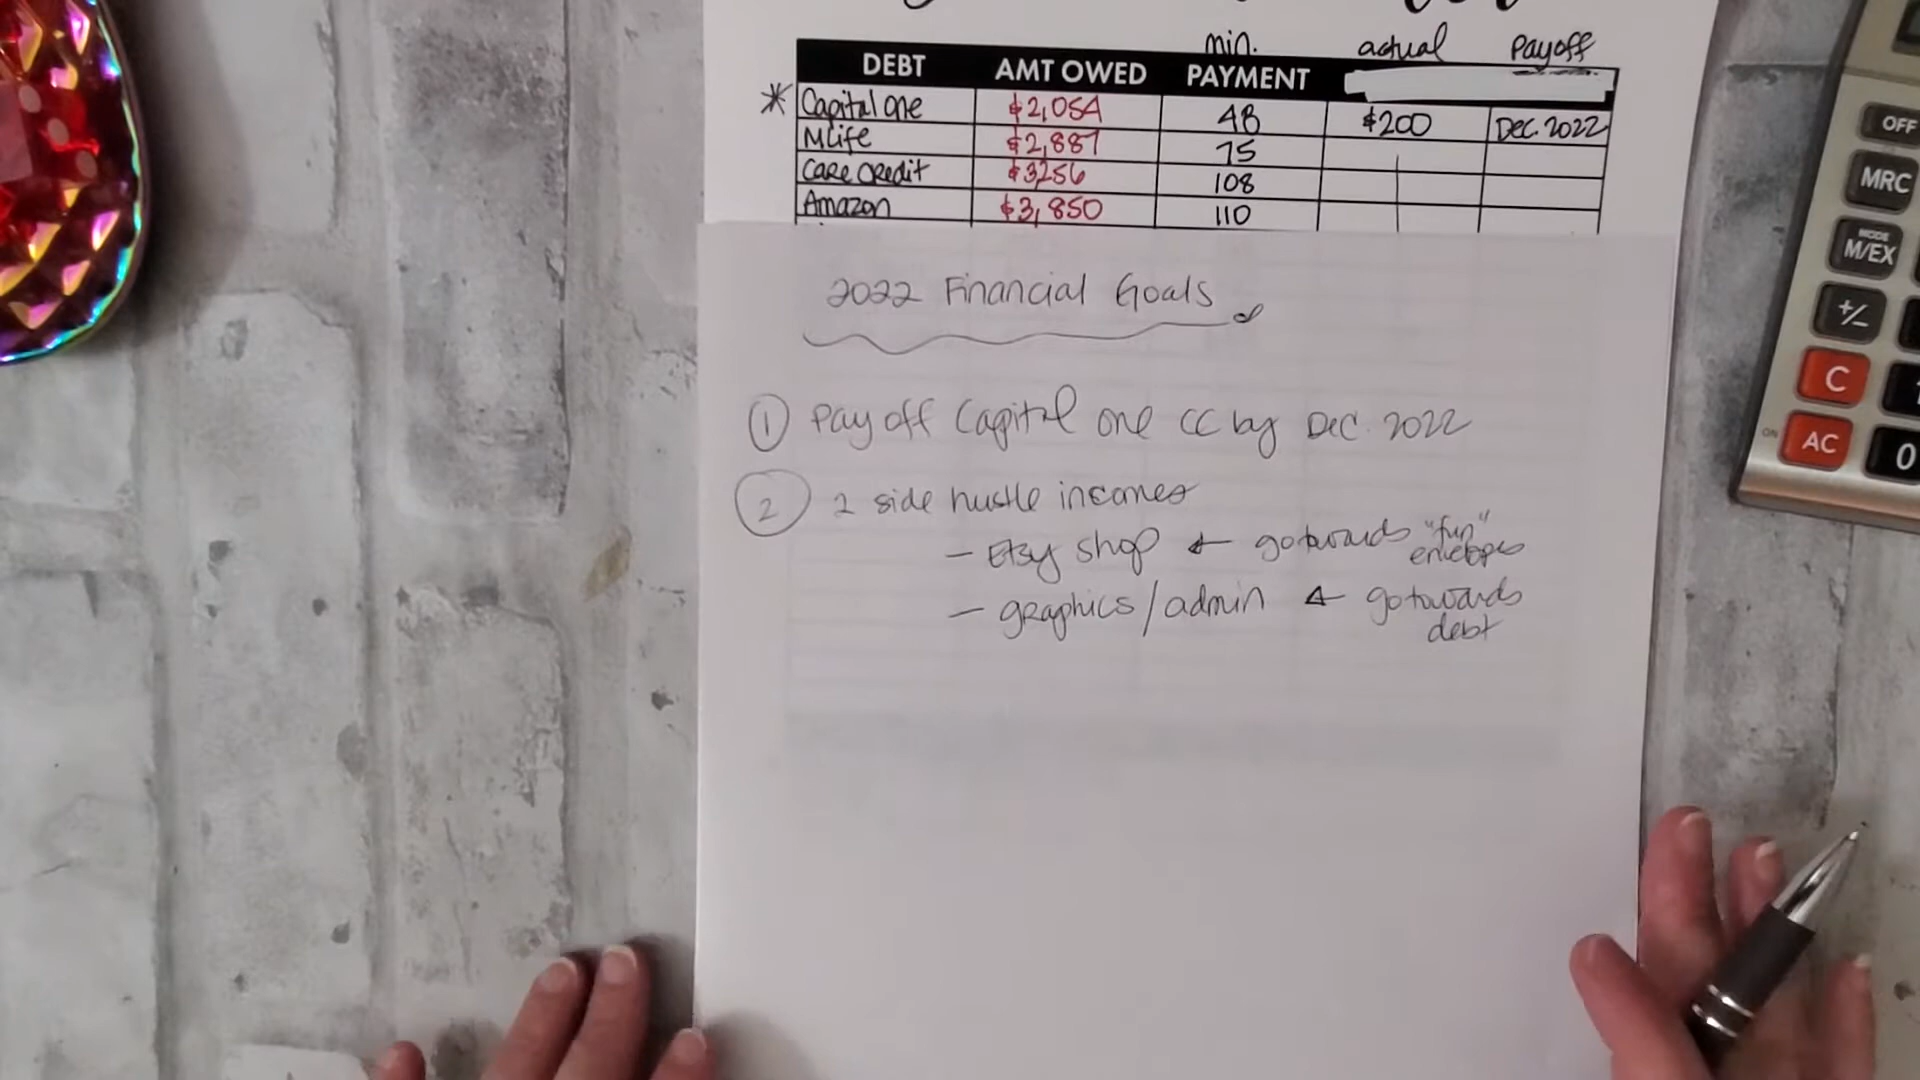 min. actual Payoff
DEBT AMT OWED PAYMENT
* Capital One $2,054 48 $200 Dec. 2022
Mlife $2,887 75
Care Credit $3,256 108
Amazon $3,850 110
2022 Financial Goals
1 Pay off Capital One CC by Dec. 2022
2 2 side hustle incomes
- Etsy shop ← go towards "fun"
envelopes
- graphics/admin ← go towards
debt
OFF
MRC
MODE
M/EX
+/-
C
ON AC 0